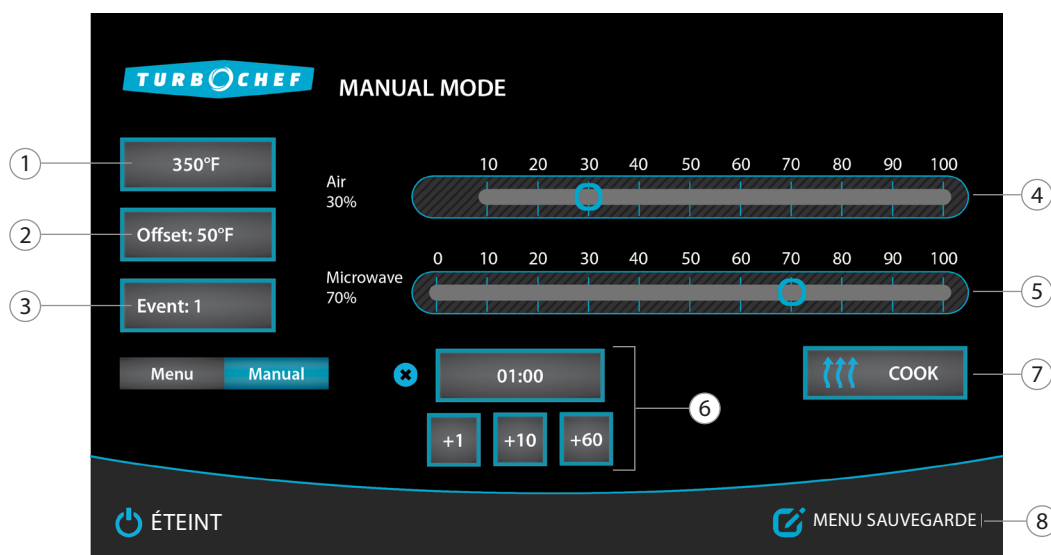 TURBOCHEF
MANUAL MODE
1
350°F
10 20 30 40 50 60 70 80 90 100
Air
30%
4
2
Offset: 50°F
0 10 20 30 40 50 60 70 80 90 100
Microwave
70%
5
3
Event: 1
Menu Manual
01:00
COOK
7
6
+1 +10 +60
ÉTEINT
MENU SAUVEGARDE
8